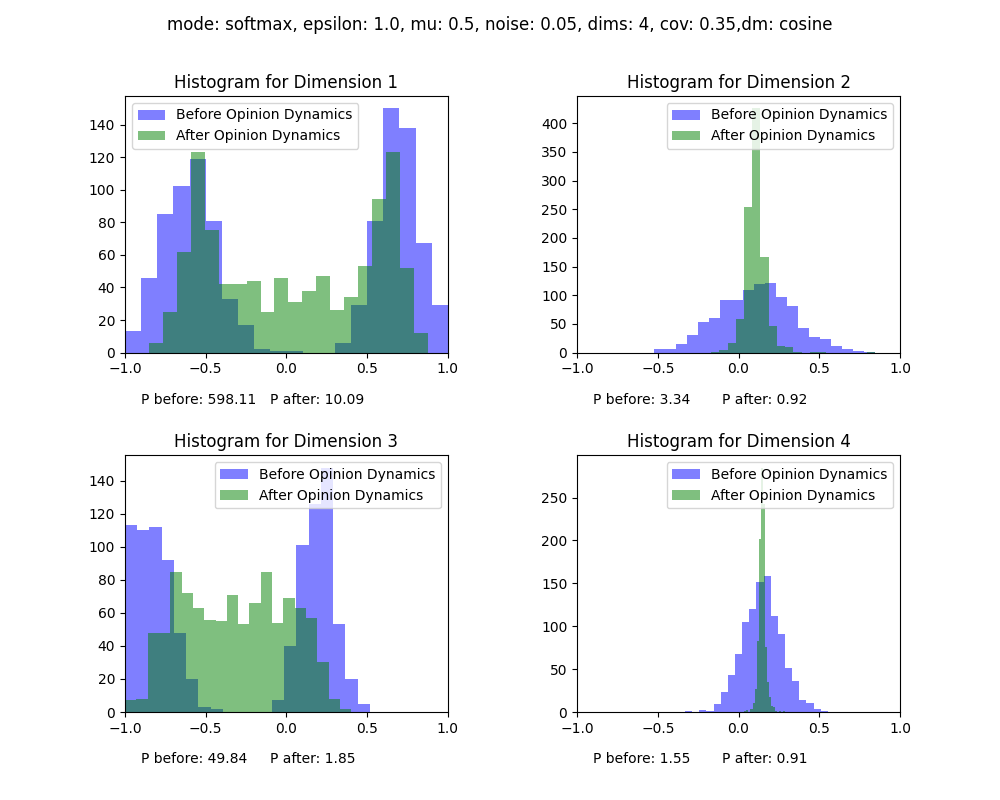 mode: softmax, epsilon: 1.0, mu: 0.5, noise: 0.05, dims: 4, cov: 0.35,dm: cosine
Histogram for Dimension 1
Before Opinion Dynamics
After Opinion Dynamics
140
120
100
80
60
40
20
0
−1.0 −0.5 0.0 0.5 1.0
P before: 598.11 P after: 10.09
Histogram for Dimension 2
Before Opinion Dynamics
After Opinion Dynamics
400
350
300
250
200
150
100
50
0
−1.0 −0.5 0.0 0.5 1.0
P before: 3.34 P after: 0.92
Histogram for Dimension 3
Before Opinion Dynamics
After Opinion Dynamics
140
120
100
80
60
40
20
0
−1.0 −0.5 0.0 0.5 1.0
P before: 49.84 P after: 1.85
Histogram for Dimension 4
Before Opinion Dynamics
After Opinion Dynamics
250
200
150
100
50
0
−1.0 −0.5 0.0 0.5 1.0
P before: 1.55 P after: 0.91